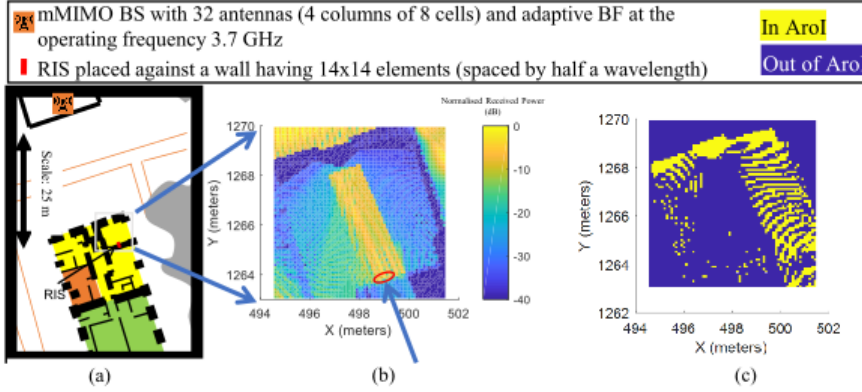 mMIMO BS with 32 antennas (4 columns of 8 cells) and adaptive BF at the
operating frequency 3.7 GHz
RIS placed against a wall having 14x14 elements (spaced by half a wavelength)
In AroI
Out of AroI
Scale: 25 m
RIS
(a)
Normalised Received Power
(dB)
1270
1268
1266
1264
1262
Y (meters)
494
496
498
500
502
X (meters)
0
-10
-20
-30
-40
(b)
1270
1268
1266
1264
1262
Y (meters)
494
496
498
500
502
X (meters)
(c)